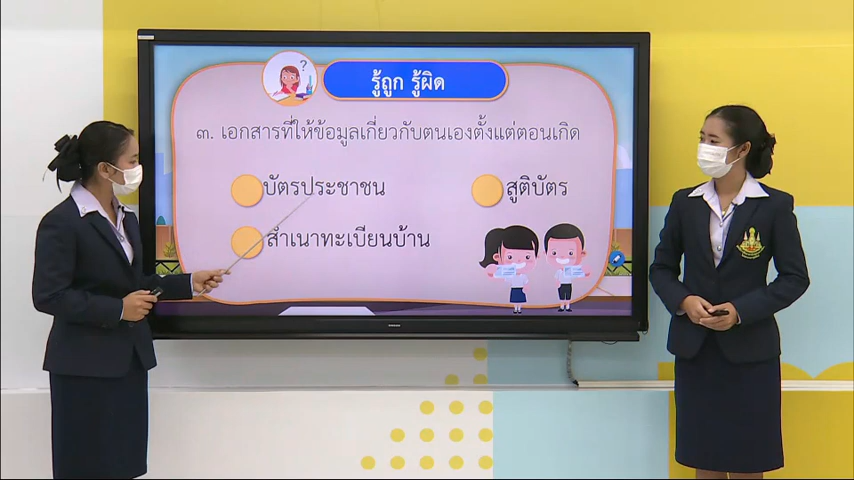 รู้ถูก รู้ผิด
๓. เอกสารที่ให้ข้อมูลเกี่ยวกับตนเองตั้งแต่ตอนเกิด
บัตรประชาชน
สูติบัตร
สำเนาทะเบียนบ้าน